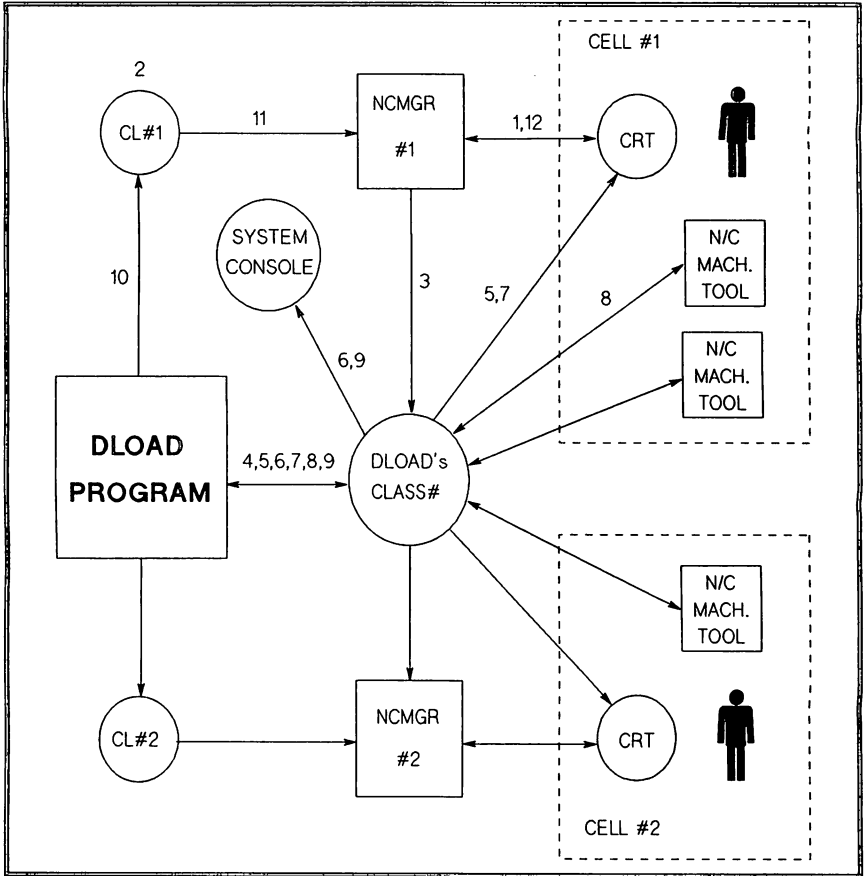 CELL #1
2
CL#1
11
NCMGR
#1
1,12
CRT
SYSTEM
CONSOLE
N/C
MACH.
TOOL
10
3
5,7
8
6,9
N/C
MACH.
TOOL
DLOAD
PROGRAM
4,5,6,7,8,9
DLOAD's
CLASS#
N/C
MACH.
TOOL
CL#2
NCMGR
#2
CRT
CELL #2